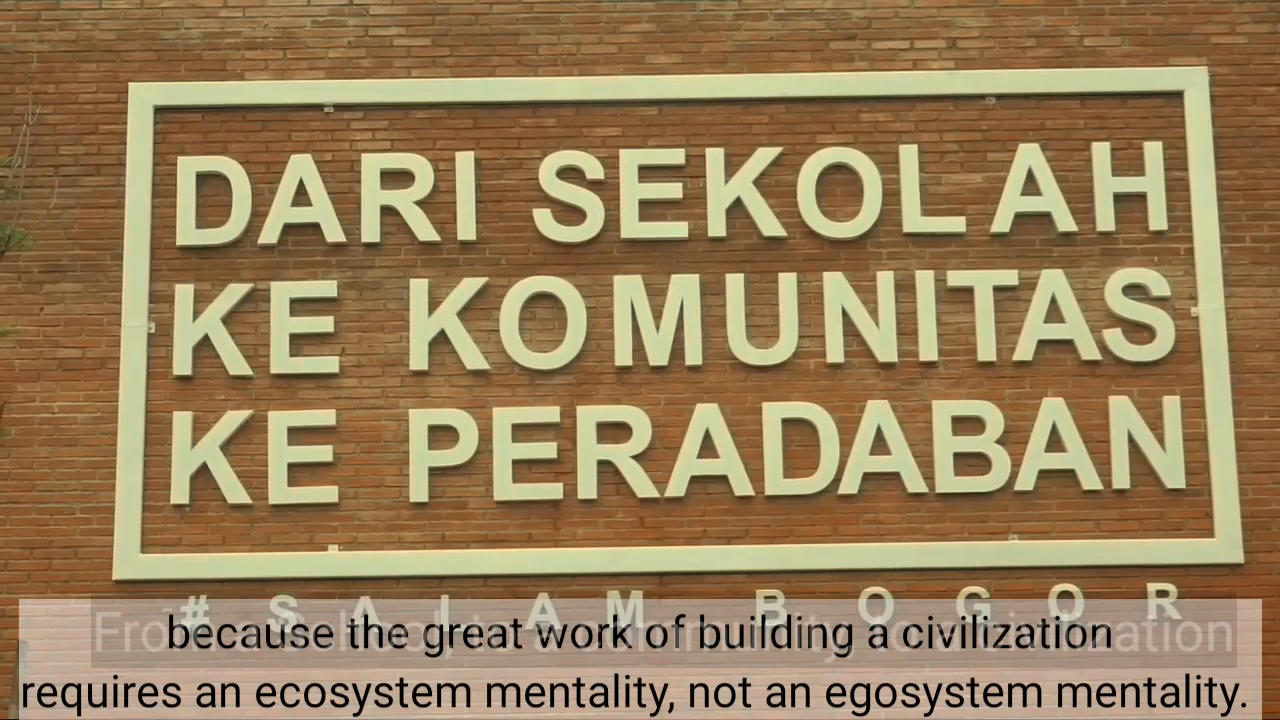 DARI SEKOLAH
KE KOMUNITAS
KE PERADABAN
# SALAM BOGOR
because the great work of building a civilization
requires an ecosystem mentality, not an egosystem mentality.